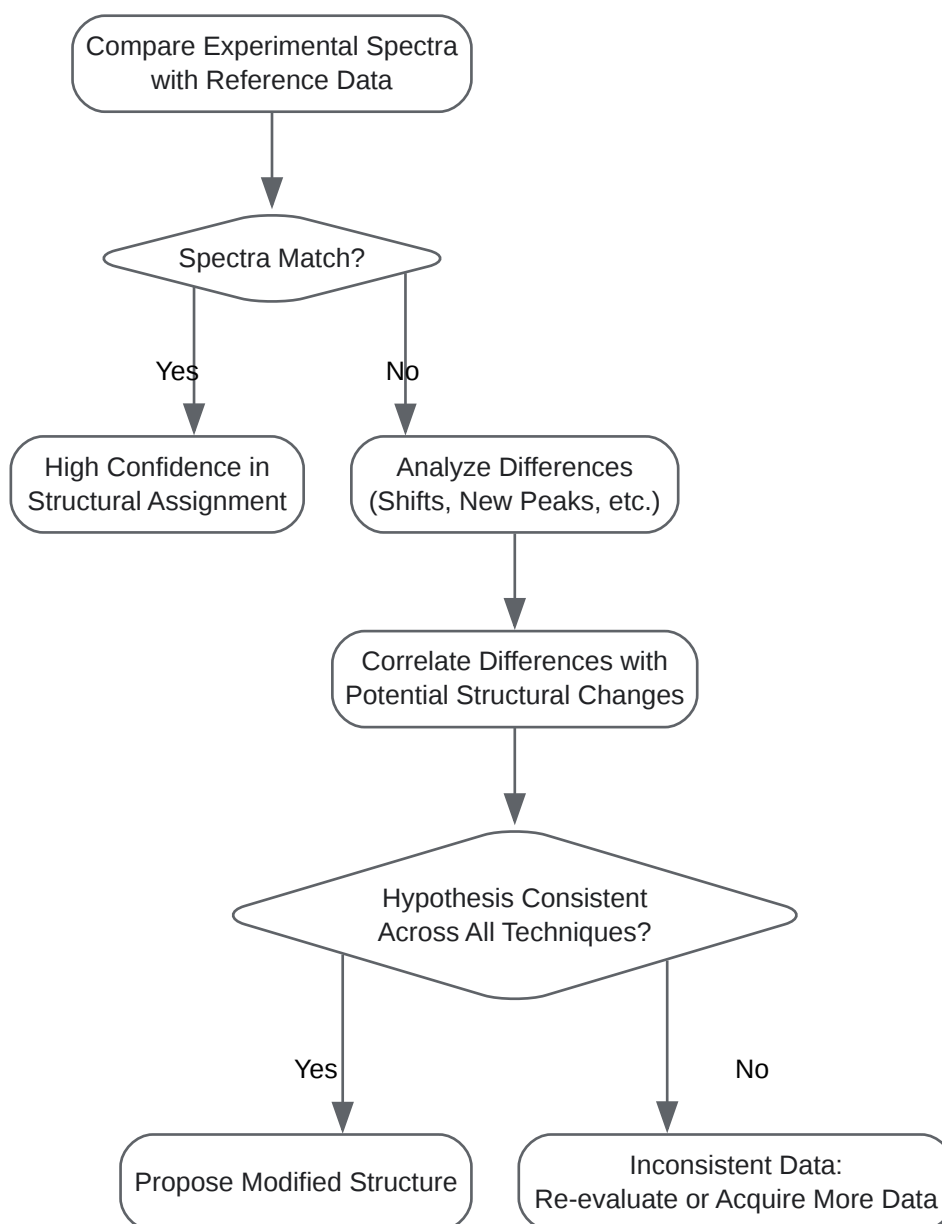 Compare Experimental Spectra
with Reference Data
Spectra Match?
Yes
No
High Confidence in
Structural Assignment
Analyze Differences
(Shifts, New Peaks, etc.)
Correlate Differences with
Potential Structural Changes
Hypothesis Consistent
Across All Techniques?
Yes
No
Propose Modified Structure
Inconsistent Data:
Re-evaluate or Acquire More Data